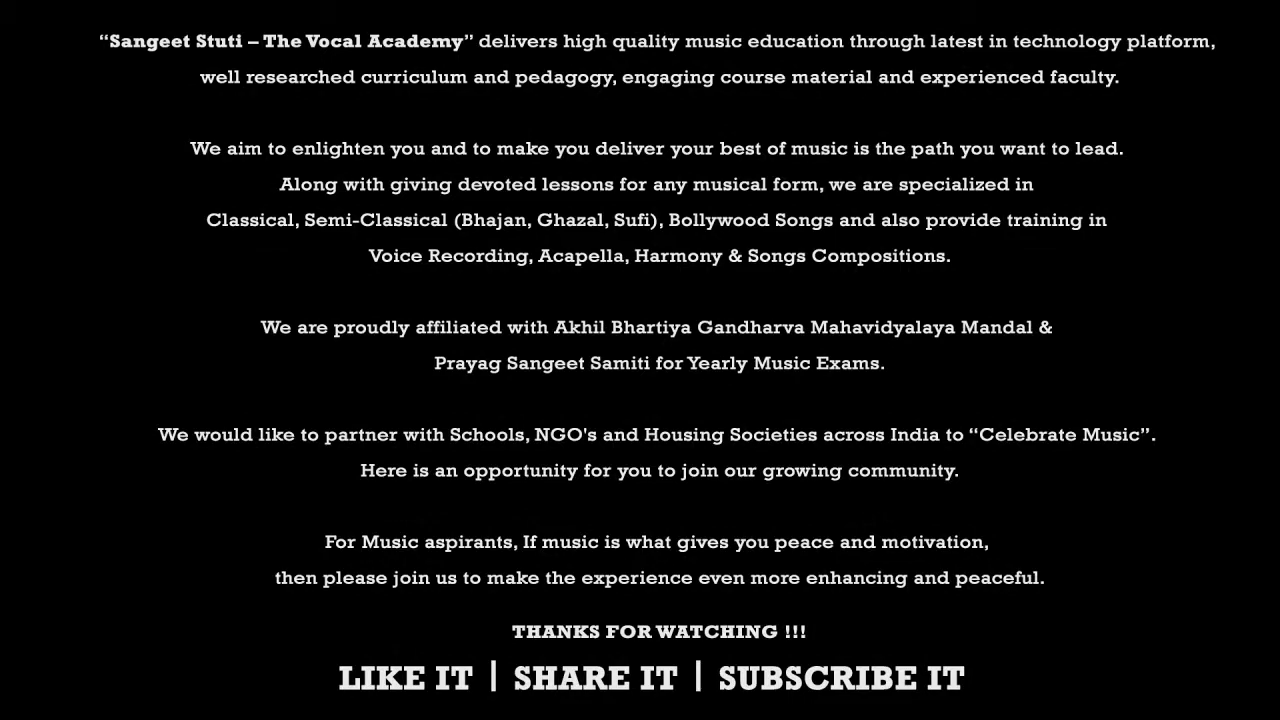 “Sangeet Stuti – The Vocal Academy” delivers high quality music education through latest in technology platform,
well researched curriculum and pedagogy, engaging course material and experienced faculty.
We aim to enlighten you and to make you deliver your best of music is the path you want to lead.
Along with giving devoted lessons for any musical form, we are specialized in
Classical, Semi-Classical (Bhajan, Ghazal, Sufi), Bollywood Songs and also provide training in
Voice Recording, Acapella, Harmony & Songs Compositions.
We are proudly affiliated with Akhil Bhartiya Gandharva Mahavidyalaya Mandal &
Prayag Sangeet Samiti for Yearly Music Exams.
We would like to partner with Schools, NGO's and Housing Societies across India to “Celebrate Music”.
Here is an opportunity for you to join our growing community.
For Music aspirants, If music is what gives you peace and motivation,
then please join us to make the experience even more enhancing and peaceful.
THANKS FOR WATCHING !!!
LIKE IT | SHARE IT | SUBSCRIBE IT